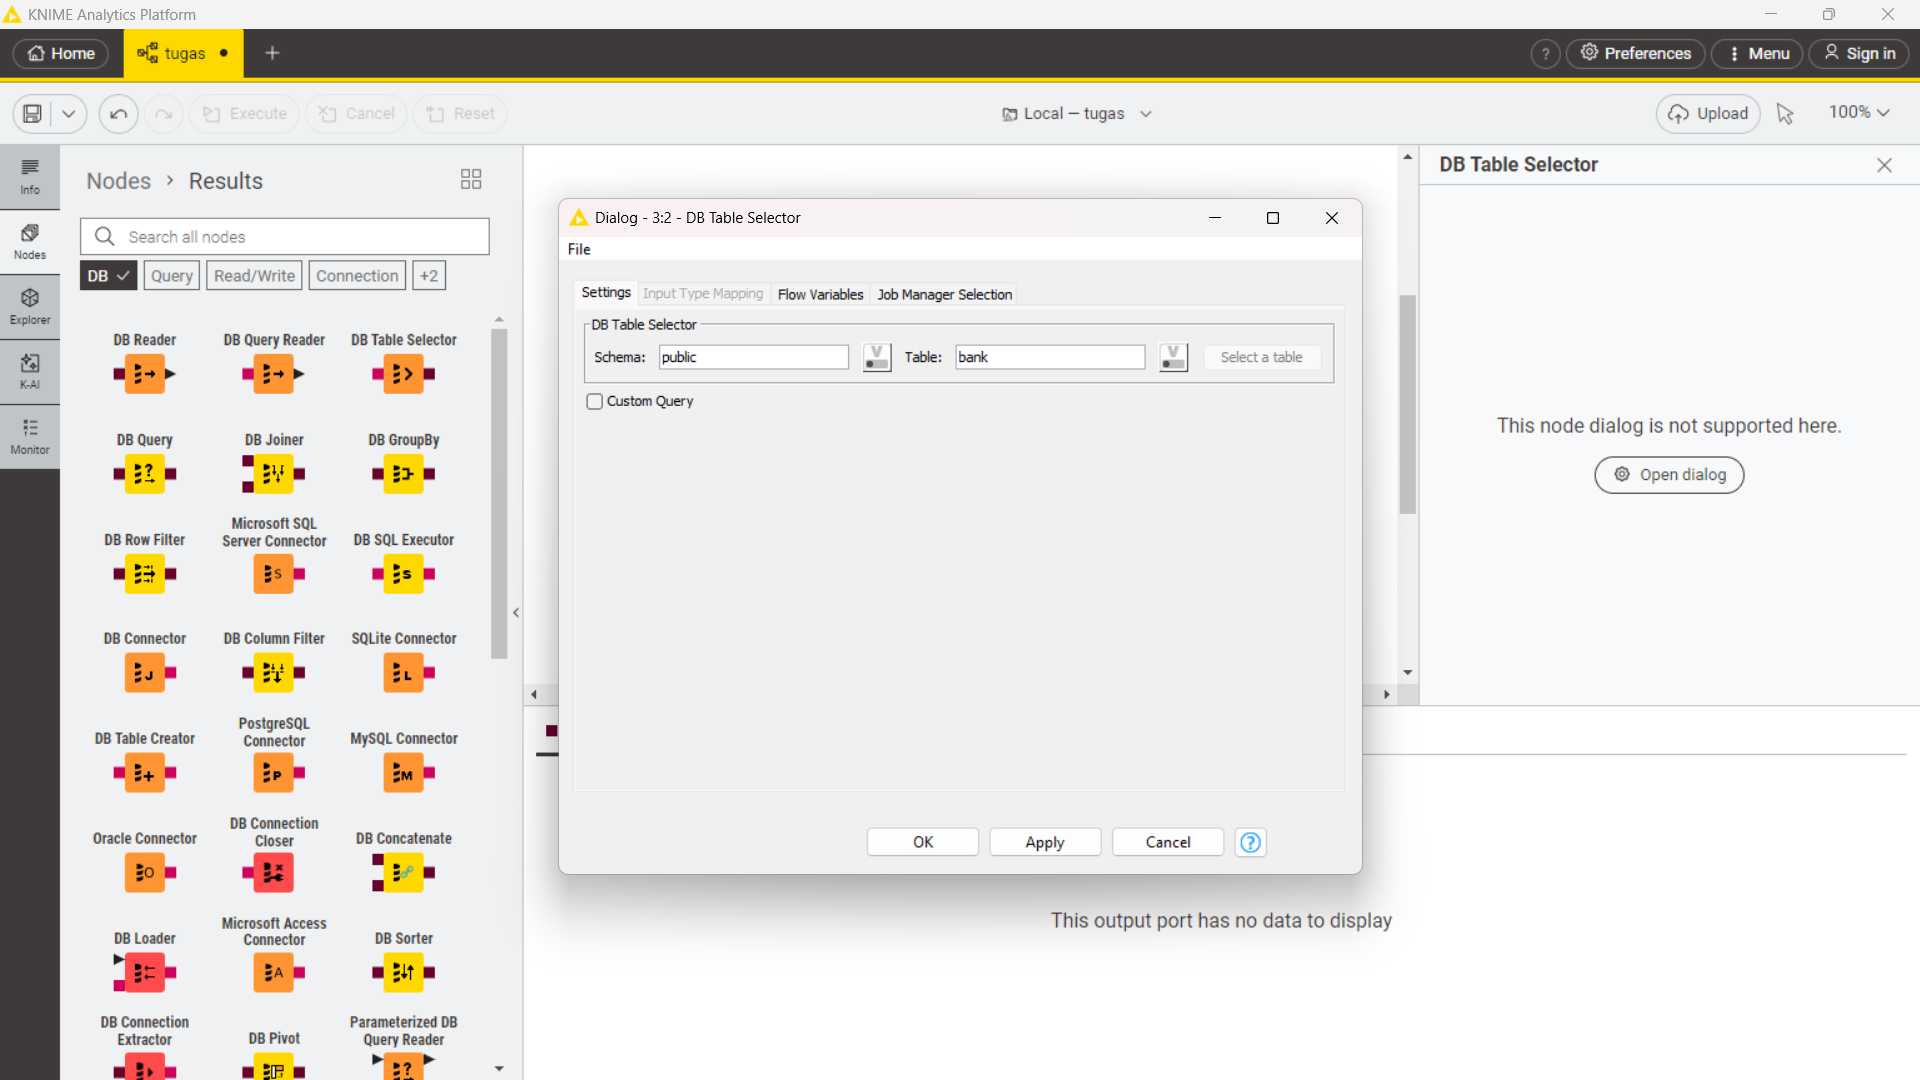 KNIME Analytics Platform
Home
tugas
?
Preferences
Menu
Sign in
Execute
Cancel
Reset
Local – tugas
Upload
100%
Info
Nodes
Explorer
K-AI
Monitor
Nodes › Results
Search all nodes
DB
Query
Read/Write
Connection
+2
DB Reader
DB Query Reader
DB Table Selector
DB Query
DB Joiner
DB GroupBy
DB Row Filter
Microsoft SQL
Server Connector
DB SQL Executor
DB Connector
DB Column Filter
SQLite Connector
DB Table Creator
PostgreSQL
Connector
MySQL Connector
Oracle Connector
DB Connection
Closer
DB Concatenate
DB Loader
Microsoft Access
Connector
DB Sorter
DB Connection
Extractor
DB Pivot
Parameterized DB
Query Reader
Dialog - 3:2 - DB Table Selector
File
Settings
Input Type Mapping
Flow Variables
Job Manager Selection
DB Table Selector
Schema:
public
Table:
bank
Select a table
Custom Query
OK
Apply
Cancel
?
DB Table Selector
This node dialog is not supported here.
Open dialog
This output port has no data to display